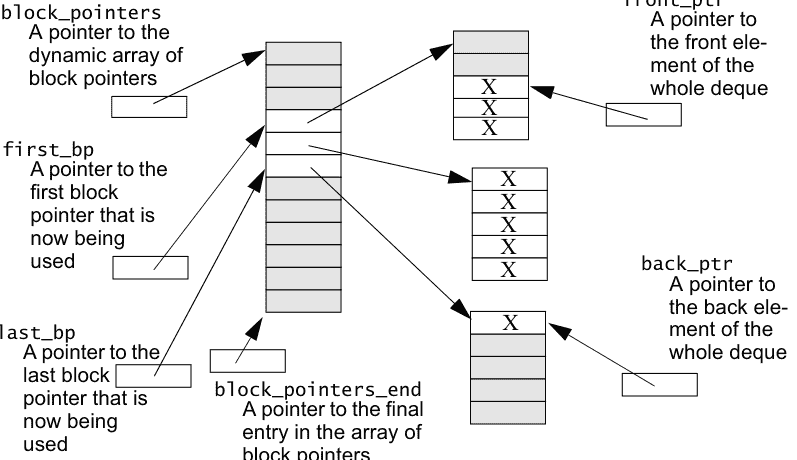 block_pointers
A pointer to the
dynamic array of
block pointers
first_bp
A pointer to the
first block
pointer that is
now being
used
last_bp
A pointer to the
last block
pointer that is
now being
used
block_pointers_end
A pointer to the final
entry in the array of
block pointers
front_ptr
A pointer to
the front ele-
ment of the
whole deque
X
X
X
X
X
X
X
X
X
back_ptr
A pointer to
the back ele-
ment of the
whole deque